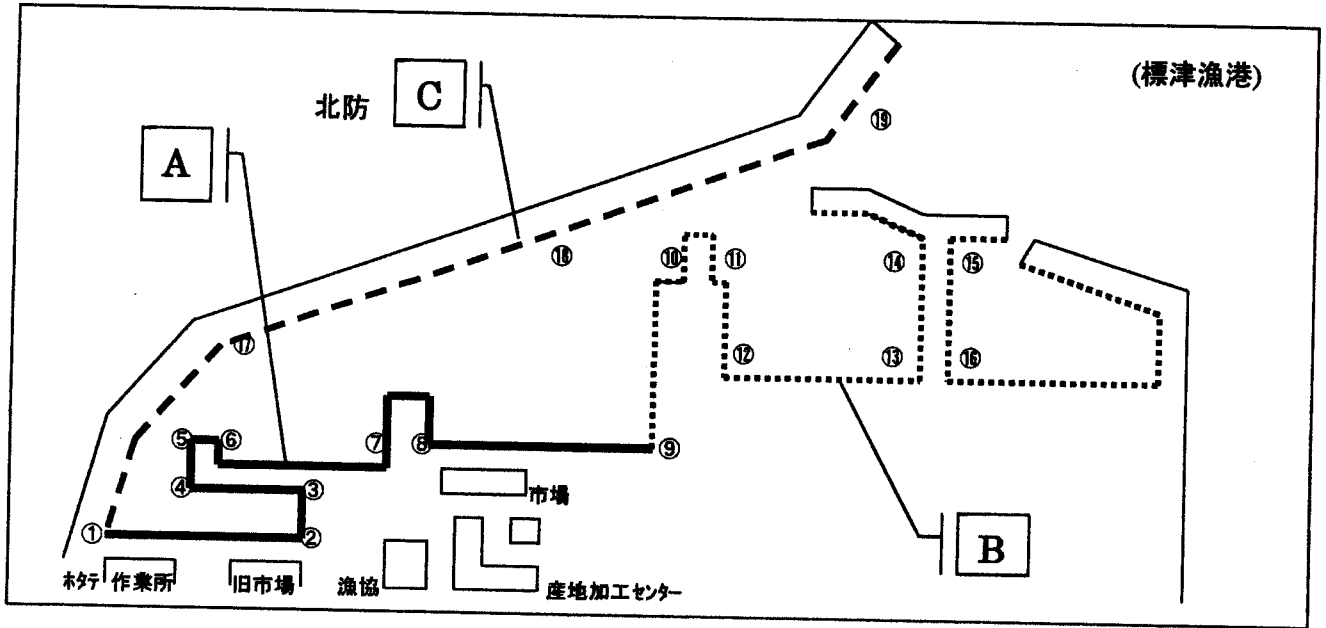 (標津漁港)
北防
C
A
⑲
⑱
⑩
⑪
⑭
⑮
⑰
⑫
⑬
⑯
⑤
⑥
⑦
⑧
⑨
④
③
市場
①
②
B
ホタテ 作業所
旧市場
漁協
産地加工センター